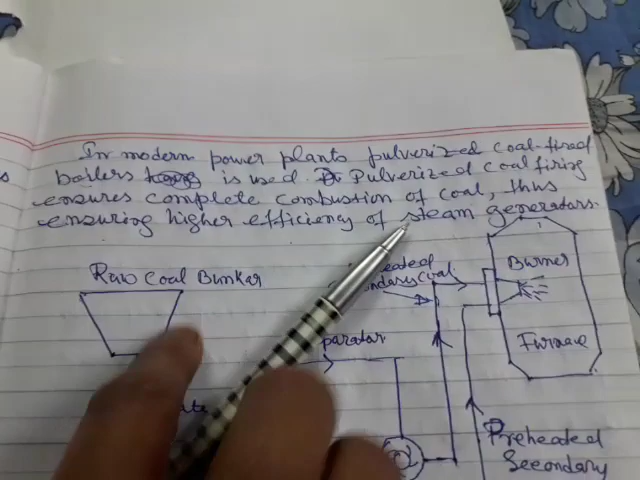 In modern power plants pulverized coal-fired
boilers is used Pulverized coal firing
ensures complete combustion of coal, thus
ensuring higher efficiency of steam generators.
Raw Coal Bunkar
Burner
Furnace
Preheated
Secondary